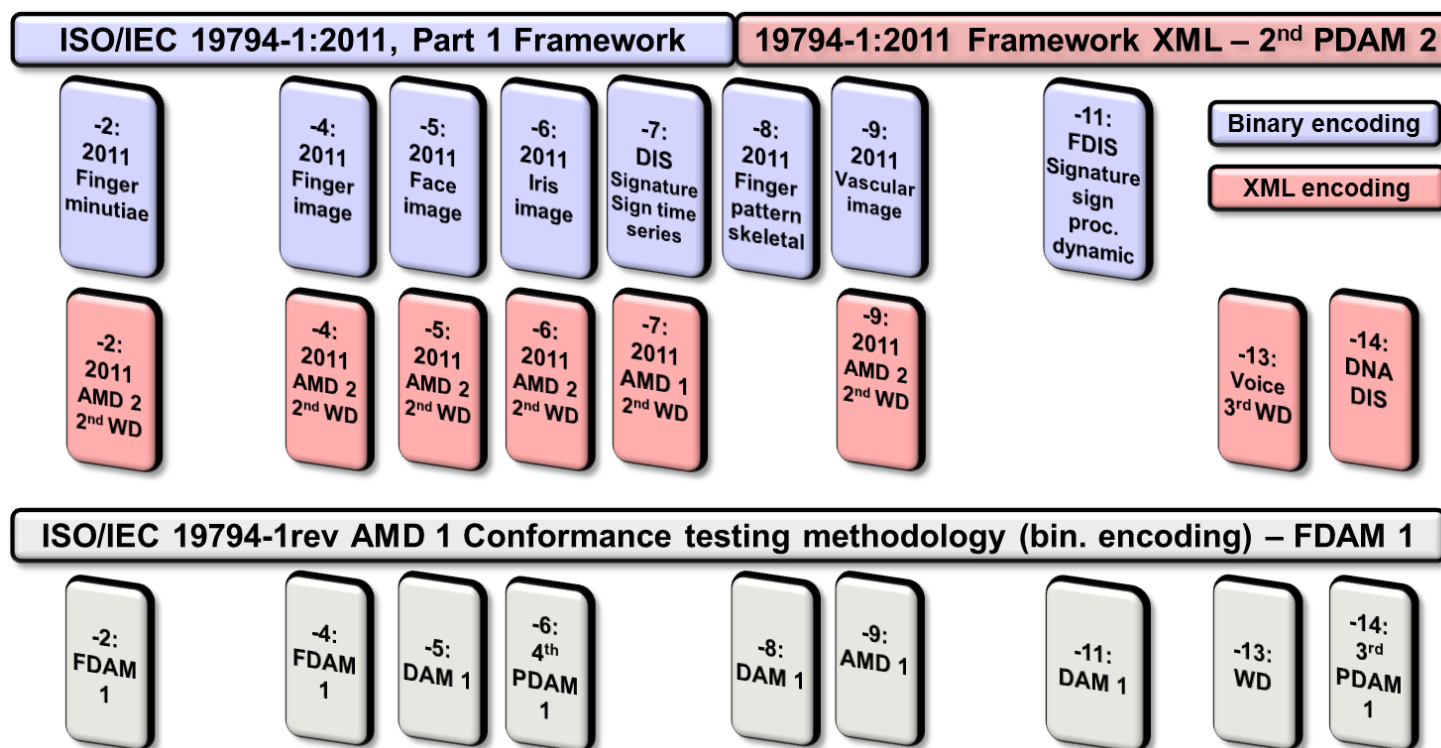 ISO/IEC 19794-1:2011, Part 1 Framework
19794-1:2011 Framework XML – 2nd PDAM 2
-2:
2011
Finger
minutiae
-4:
2011
Finger
image
-5:
2011
Face
image
-6:
2011
Iris
image
-7:
DIS
Signature
Sign time
series
-8:
2011
Finger
pattern
skeletal
-9:
2011
Vascular
image
-11:
FDIS
Signature
sign
proc.
dynamic
Binary encoding
XML encoding
-2:
2011
AMD 2
2nd WD
-4:
2011
AMD 2
2nd WD
-5:
2011
AMD 2
2nd WD
-6:
2011
AMD 2
2nd WD
-7:
2011
AMD 1
2nd WD
-9:
2011
AMD 2
2nd WD
-13:
Voice
3rd WD
-14:
DNA
DIS
ISO/IEC 19794-1rev AMD 1 Conformance testing methodology (bin. encoding) – FDAM 1
-2:
FDAM
1
-4:
FDAM
1
-5:
DAM 1
-6:
4th
PDAM
1
-8:
DAM 1
-9:
AMD 1
-11:
DAM 1
-13:
WD
-14:
3rd
PDAM
1